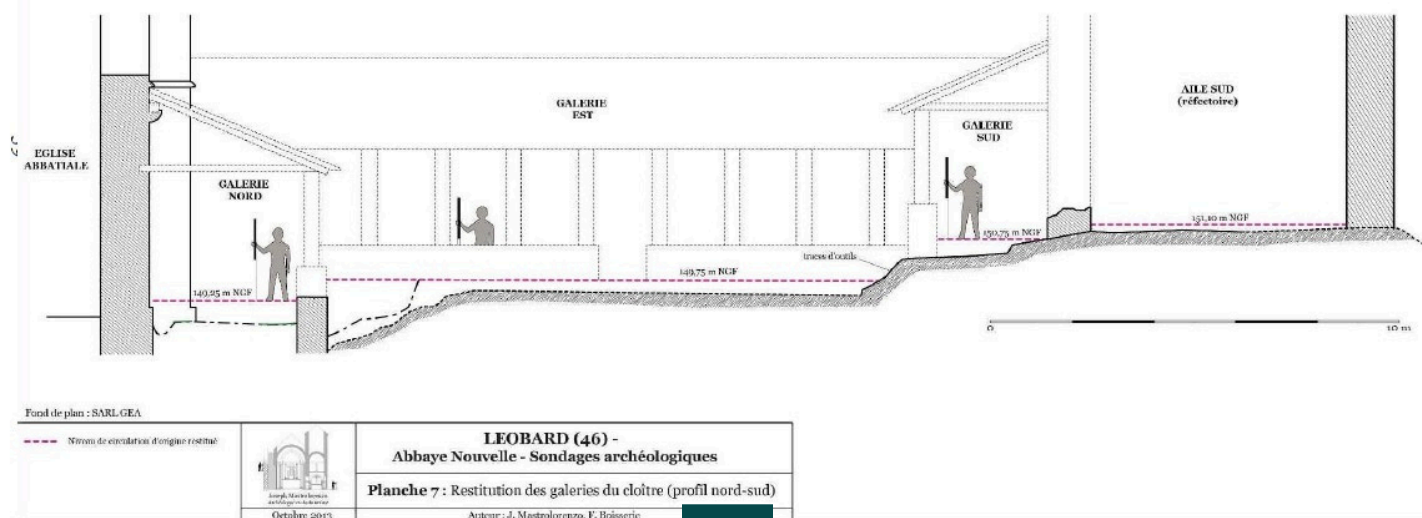 EGLISE
ABBATIALE
GALERIE
NORD
GALERIE
EST
GALERIE
SUD
AILE SUD
(réfectoire)
149,25 m NGF
149,75 m NGF
150,75 m NGF
151,10 m NGF
traces d'outils
0
10 m
Fond de plan : SARL GEA
Niveau de circulation d'origine restitué
Joseph Mastrolorenzo
Octobre 2013
LEOBARD (46) -
Abbaye Nouvelle - Sondages archéologiques
Planche 7 : Restitution des galeries du cloître (profil nord-sud)
Auteur : J. Mastrolorenzo, F. Boisserie